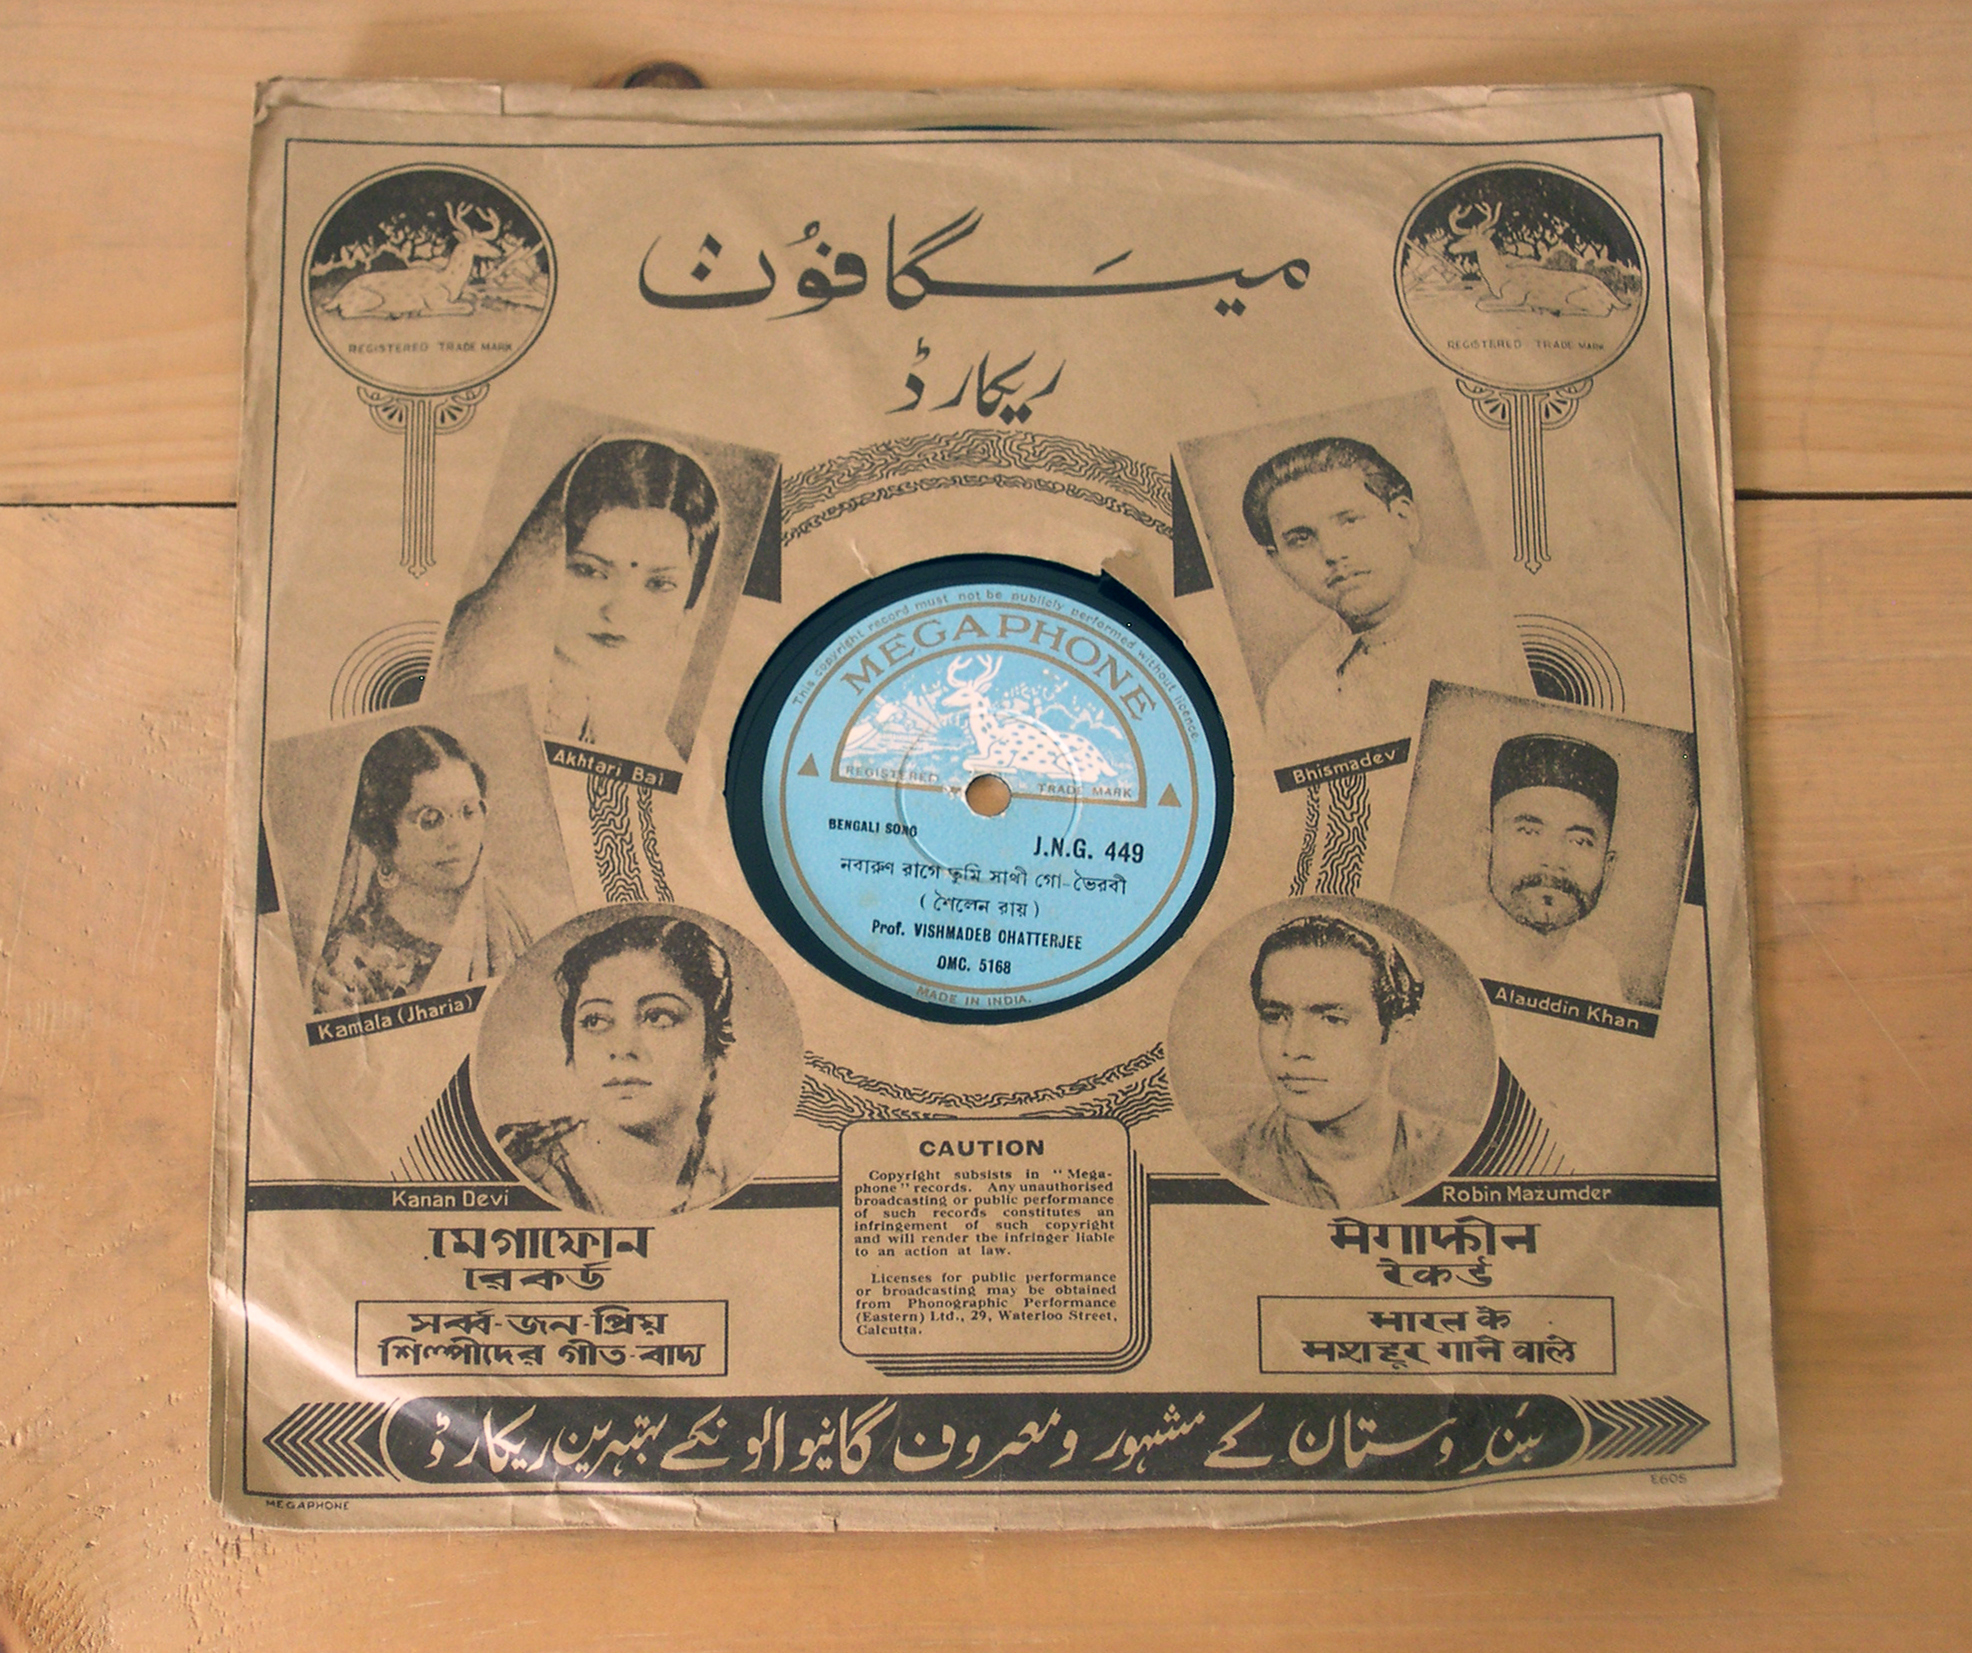 میگافون
ریکارڈ
REGISTERED TRADE MARK
REGISTERED TRADE MARK
Akhtari Bai
Bhismadev
Kamala (Jharia)
Alauddin Khan
Kanan Devi
Robin Mazumder
This copyright record must not be publicly performed without licence.
MEGAPHONE
REGISTERED TRADE MARK
BENGALI SONG
J.N.G. 449
নবারুণ রাগে তুমি সাথী গো-ভৈরবী
( শৈলেন রায় )
Prof. VISHMADEB CHATTERJEE
OMC. 5168
MADE IN INDIA.
CAUTION
Copyright subsists in "Mega-
phone" records. Any unauthorised
broadcasting or public performance
of such records constitutes an
infringement of such copyright
and will render the infringer liable
to an action at law.
Licenses for public performance
or broadcasting may be obtained
from Phonographic Performance
(Eastern) Ltd., 29, Waterloo Street,
Calcutta.
মেগাফোন
রেকর্ড
সর্ব্ব-জন-প্রিয়
শিল্পীদের গীত-বাদ্য
मेगाफोन
रेकर्ड
भारत के
मशहूर गाने वाले
ہندوستان کے مشہور و معروف گانیوالونکے بہترین ریکارڈ
MEGAPHONE
E605